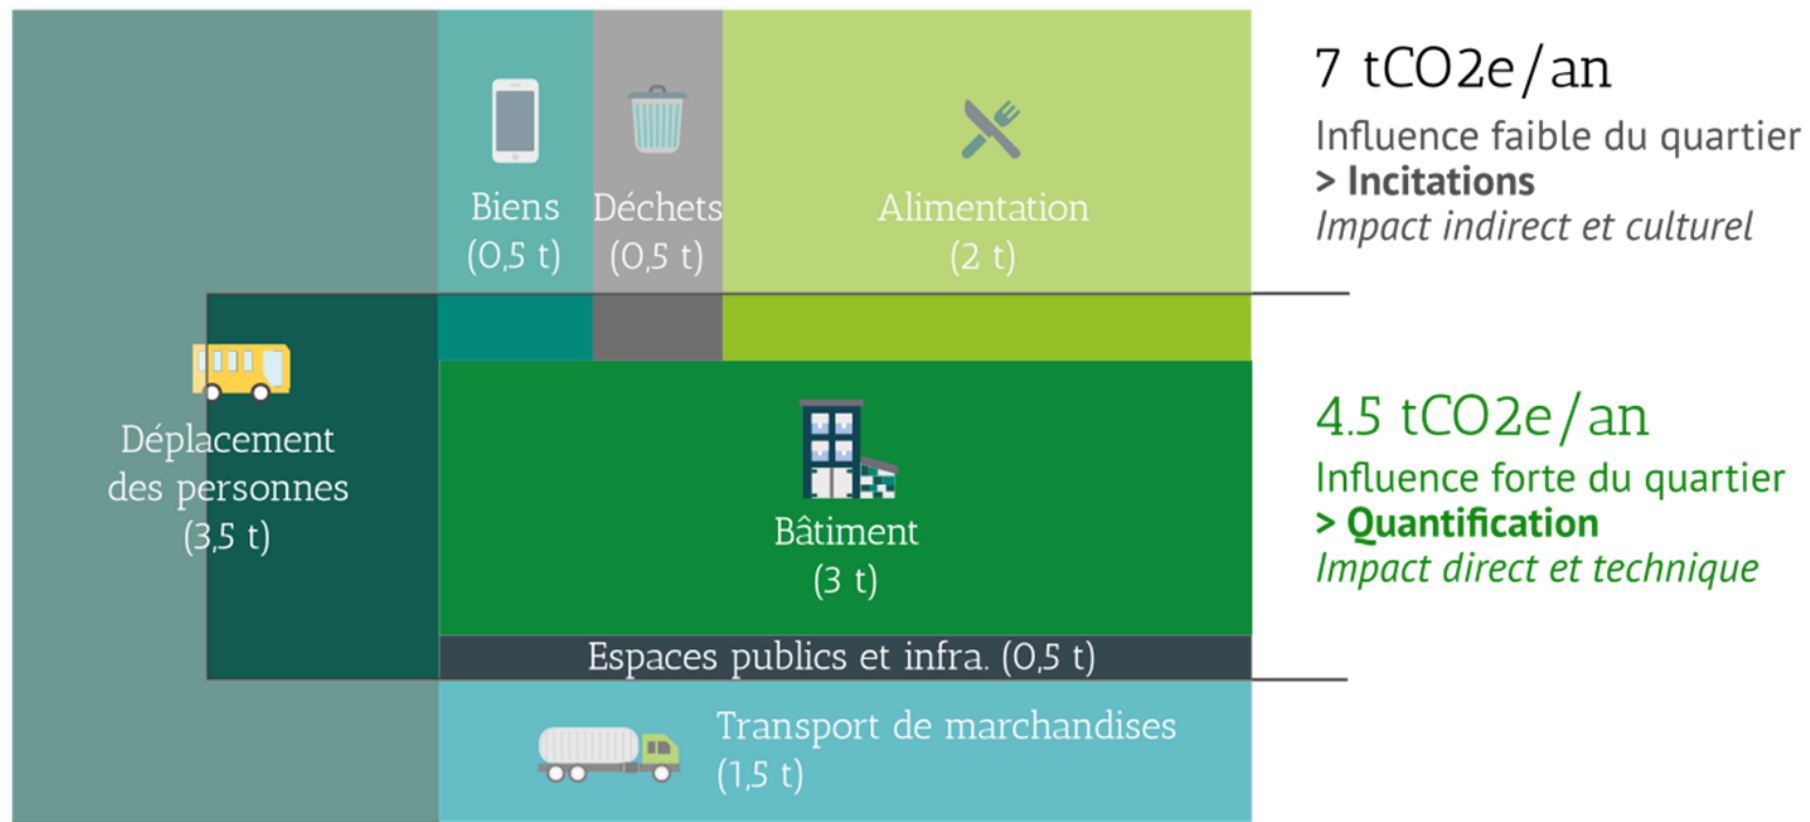 7 tCO2e/an
Influence faible du quartier
> Incitations
Impact indirect et culturel
Biens
(0,5 t)
Déchets
(0,5 t)
Alimentation
(2 t)
Déplacement
des personnes
(3,5 t)
Bâtiment
(3 t)
4.5 tCO2e/an
Influence forte du quartier
> Quantification
Impact direct et technique
Espaces publics et infra. (0,5 t)
Transport de marchandises
(1,5 t)